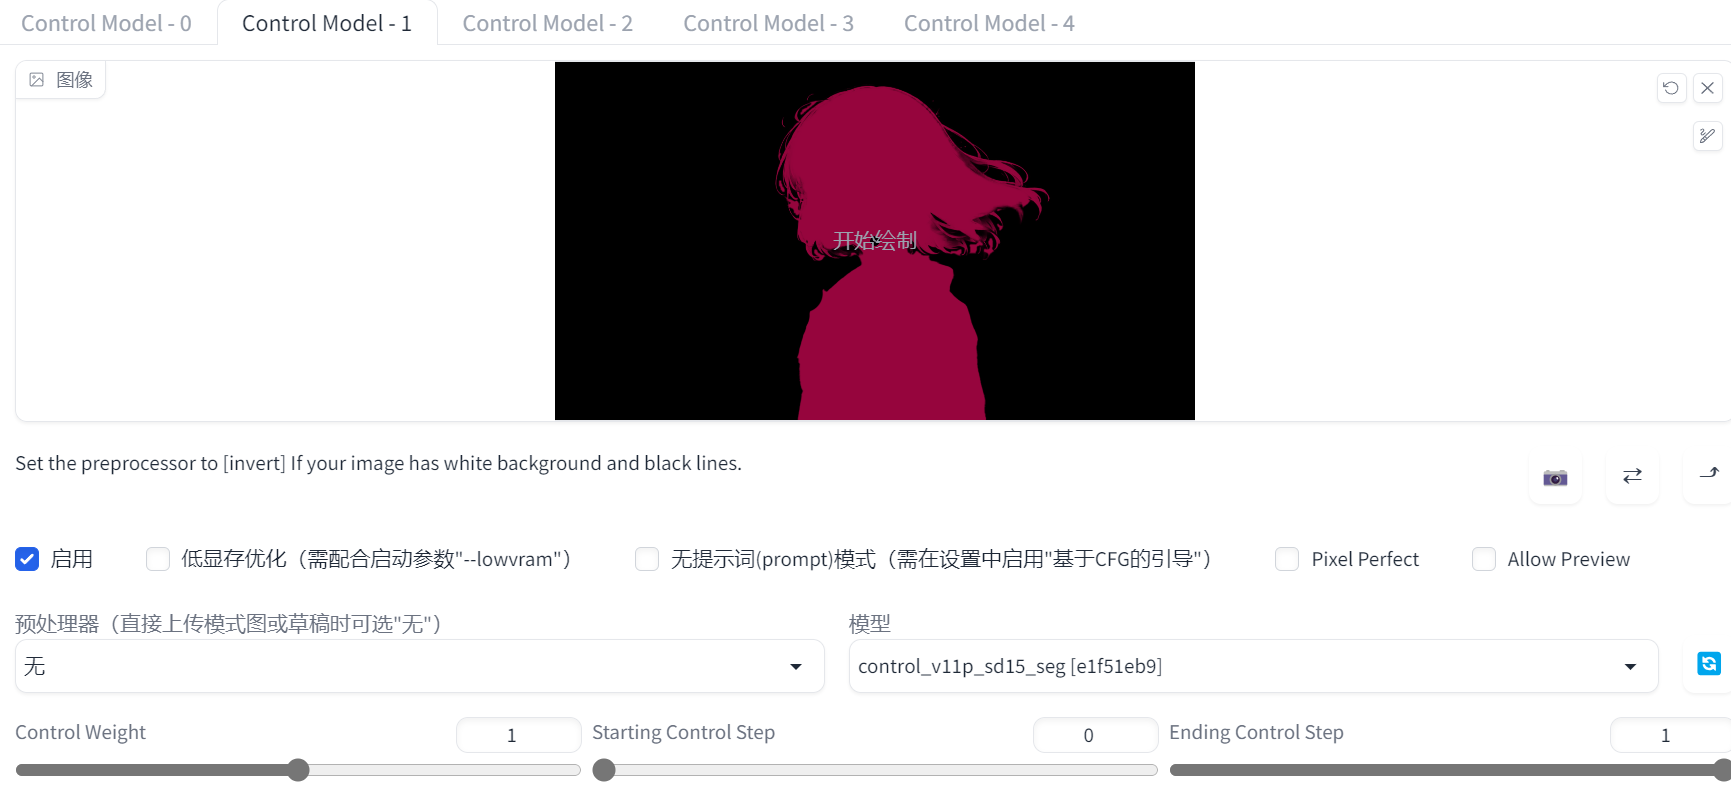 Control Model - 0
Control Model - 1
Control Model - 2
Control Model - 3
Control Model - 4
图像
开始绘制
Set the preprocessor to [invert] If your image has white background and black lines.
启用
低显存优化（需配合启动参数"--lowvram"）
无提示词(prompt)模式（需在设置中启用"基于CFG的引导"）
Pixel Perfect
Allow Preview
预处理器（直接上传模式图或草稿时可选"无"）
模型
无
control_v11p_sd15_seg [e1f51eb9]
Control Weight
1
Starting Control Step
0
Ending Control Step
1